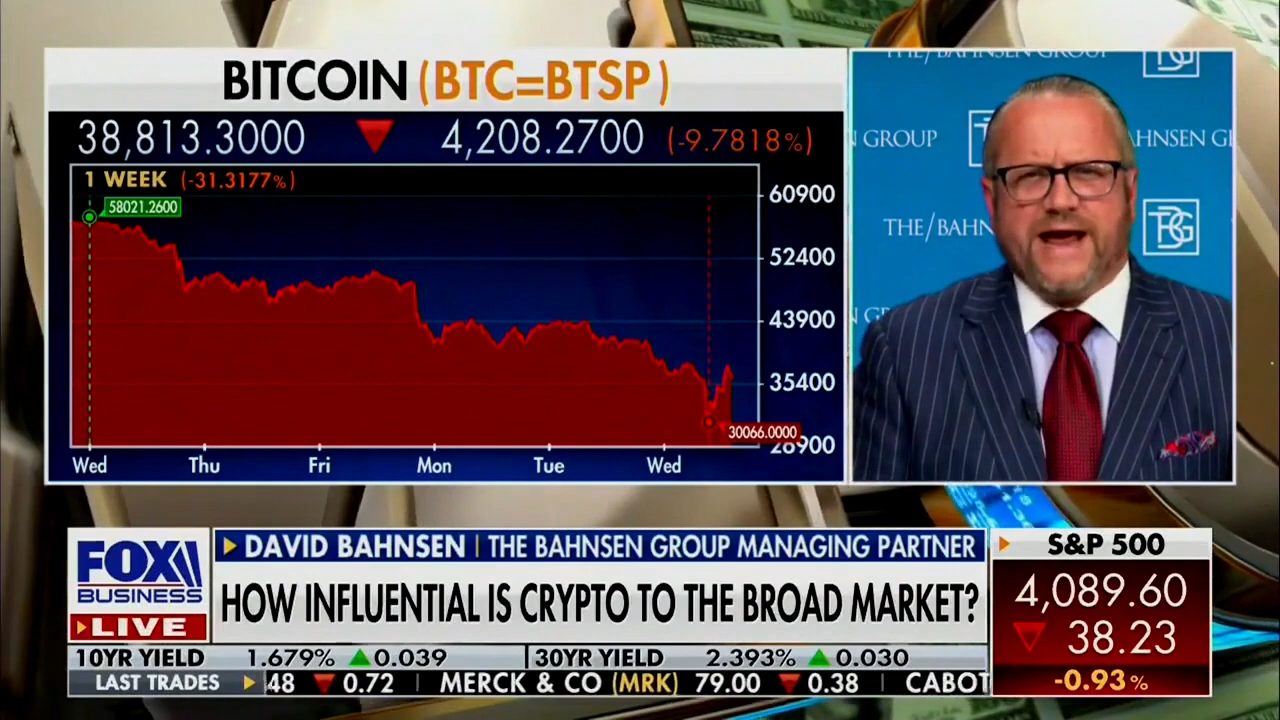 BITCOIN (BTC=BTSP)
38,813.3000 4,208.2700 (-9.7818%)
1 WEEK (-31.3177%)
58021.2600
60900
52400
43900
35400
30066.0000
28900
Wed Thu Fri Mon Tue Wed
THE/BAHNSEN GROUP
GROUP
THE/BAHN
TBG
FOX
BUSINESS
LIVE
DAVID BAHNSEN | THE BAHNSEN GROUP MANAGING PARTNER
HOW INFLUENTIAL IS CRYPTO TO THE BROAD MARKET?
10YR YIELD 1.679% 0.039 | 30YR YIELD 2.393% 0.030
LAST TRADES 48 0.72 | MERCK & CO (MRK) 79.00 0.38 | CABOT
S&P 500
4,089.60
38.23
-0.93%